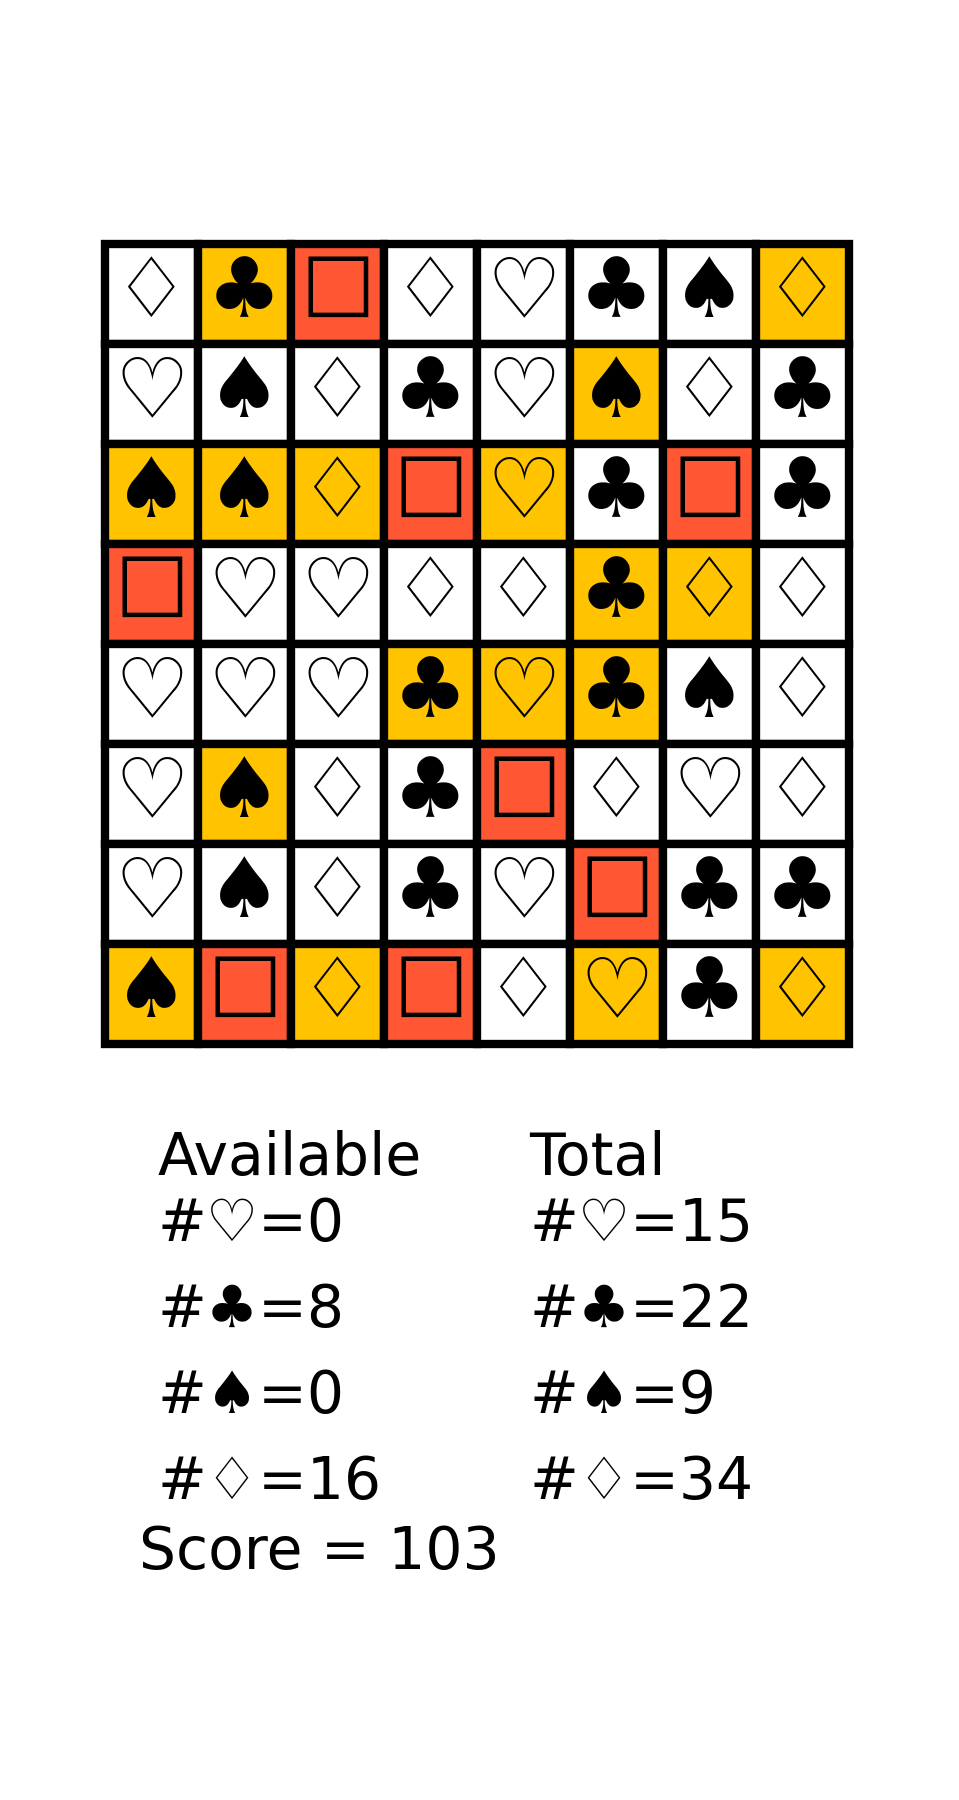 ♢ ♣ □ ♢ ♡ ♣ ♠ ♢
♡ ♠ ♢ ♣ ♡ ♠ ♢ ♣
♠ ♠ ♢ □ ♡ ♣ □ ♣
□ ♡ ♡ ♢ ♢ ♣ ♢ ♢
♡ ♡ ♡ ♣ ♡ ♣ ♠ ♢
♡ ♠ ♢ ♣ □ ♢ ♡ ♢
♡ ♠ ♢ ♣ ♡ □ ♣ ♣
♠ □ ♢ □ ♢ ♡ ♣ ♢
Available Total
#♡=0 #♡=15
#♣=8 #♣=22
#♠=0 #♠=9
#♢=16 #♢=34
Score = 103